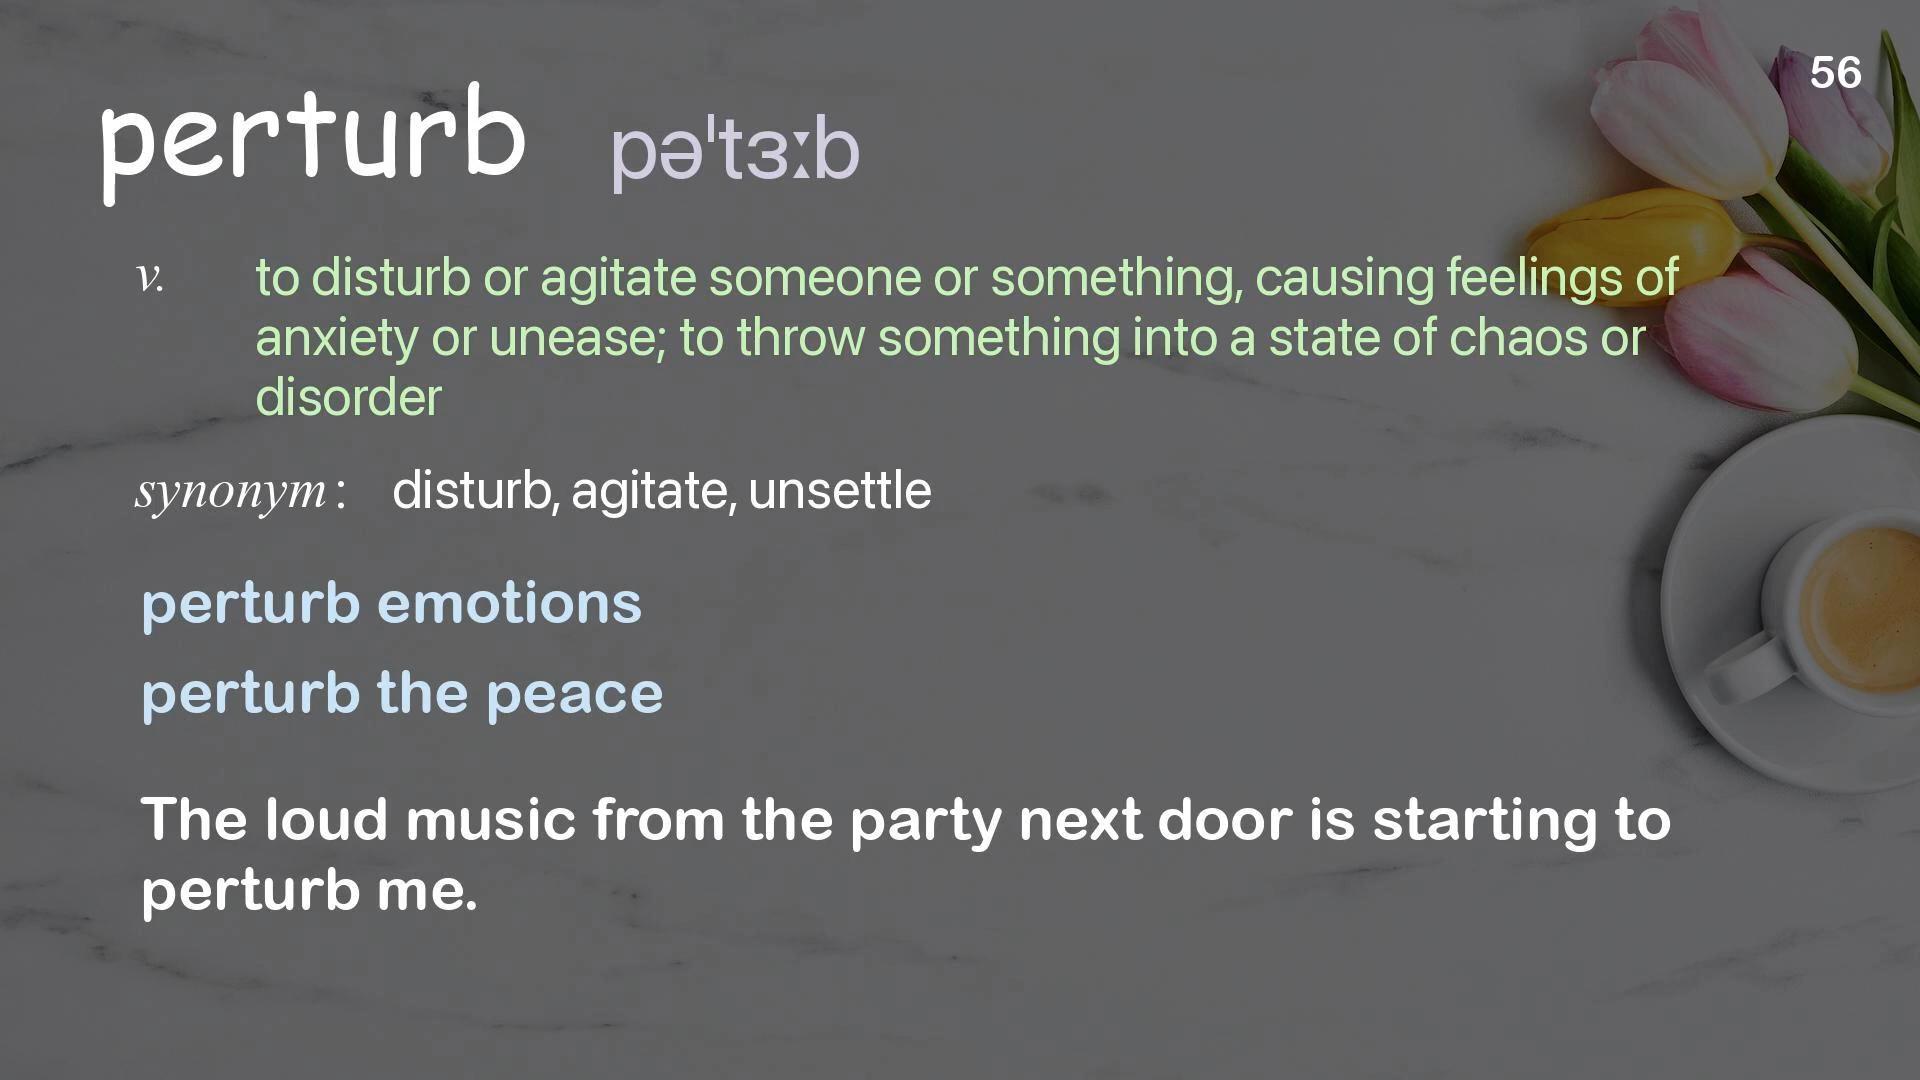 56
perturb pəˈtɜːb
v. to disturb or agitate someone or something, causing feelings of
anxiety or unease; to throw something into a state of chaos or
disorder
synonym : disturb, agitate, unsettle
perturb emotions
perturb the peace
The loud music from the party next door is starting to
perturb me.